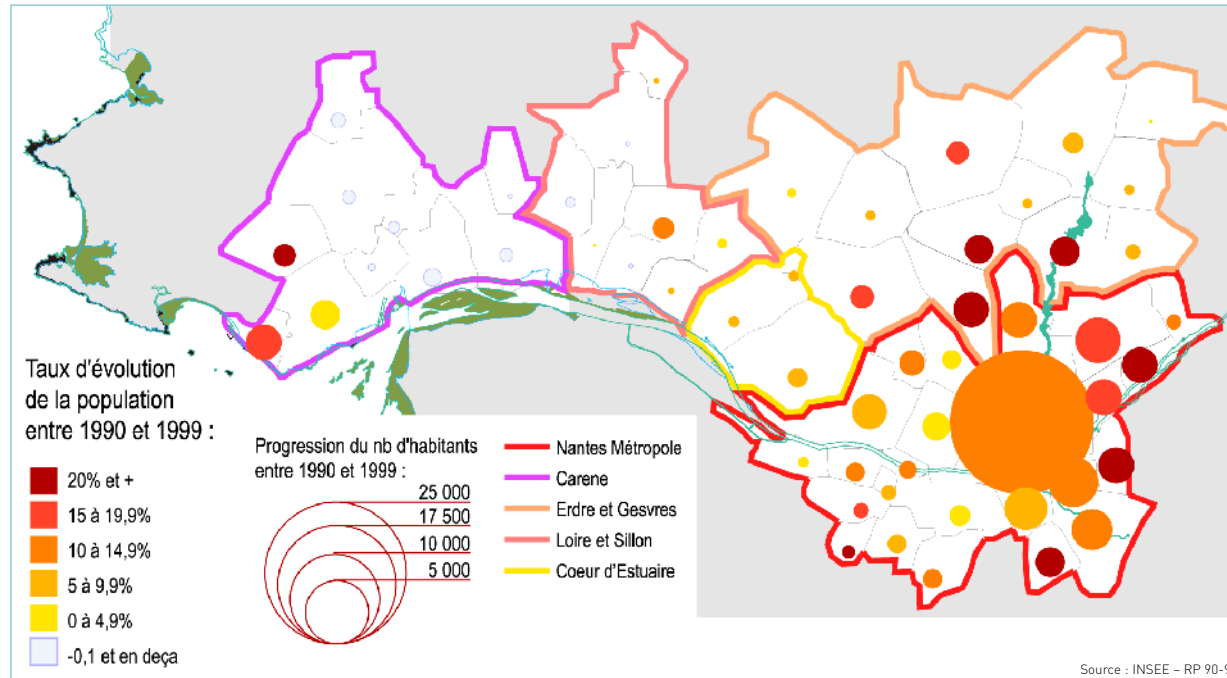 Taux d'évolution
de la population
entre 1990 et 1999 :
20% et +
15 à 19,9%
10 à 14,9%
5 à 9,9%
0 à 4,9%
-0,1 et en deça
Progression du nb d'habitants
entre 1990 et 1999 :
25 000
17 500
10 000
5 000
Nantes Métropole
Carene
Erdre et Gesvres
Loire et Sillon
Coeur d'Estuaire
Source : INSEE – RP 90-9